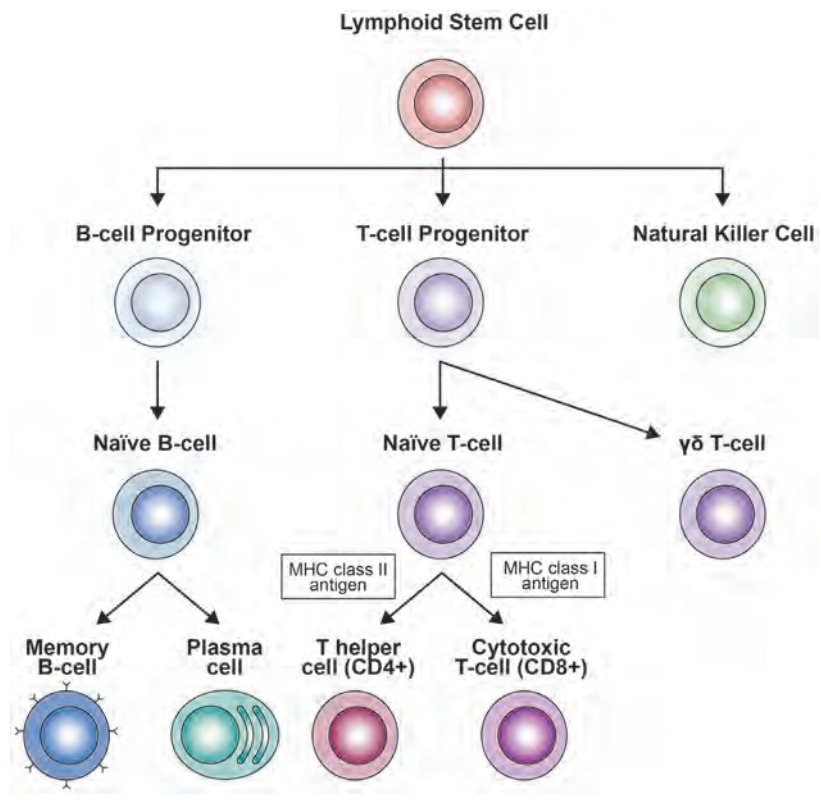 Lymphoid Stem Cell
B-cell Progenitor
T-cell Progenitor
Natural Killer Cell
Naïve B-cell
Naïve T-cell
γδ T-cell
MHC class II
antigen
MHC class I
antigen
Memory
B-cell
Plasma
cell
T helper
cell (CD4+)
Cytotoxic
T-cell (CD8+)